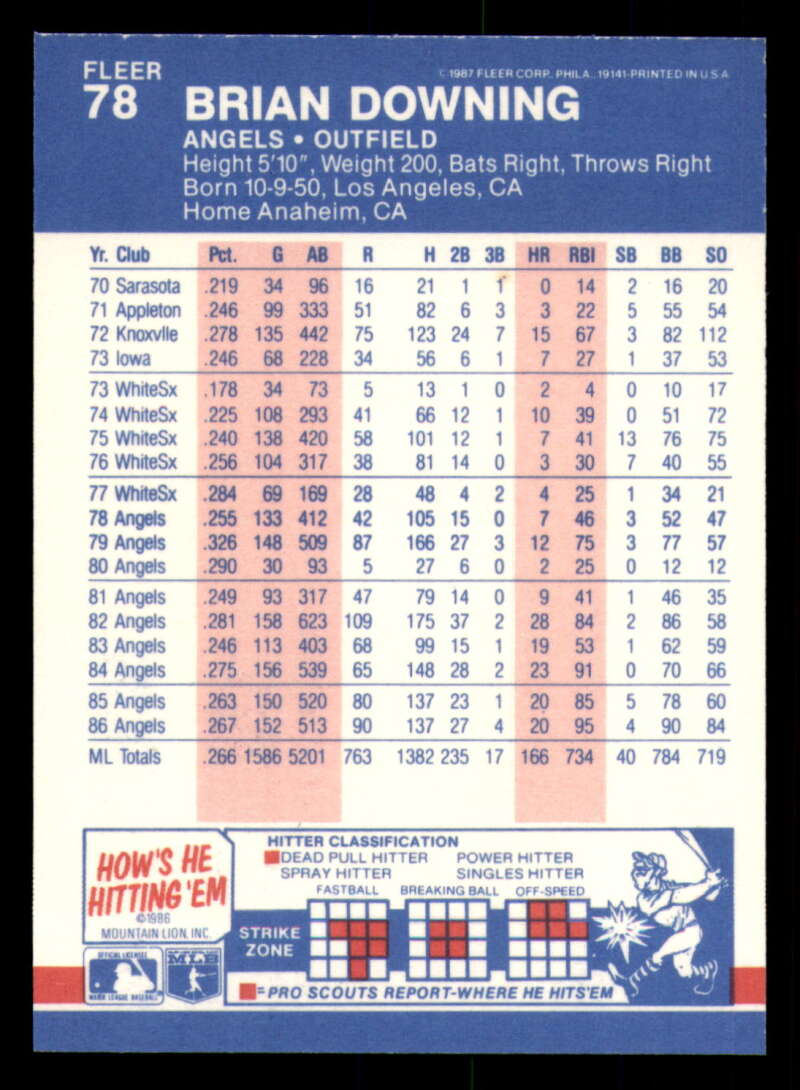 FLEER
© 1987 FLEER CORP. PHILA., 19141-PRINTED IN U.S.A.
78 BRIAN DOWNING
ANGELS • OUTFIELD
Height 5'10", Weight 200, Bats Right, Throws Right
Born 10-9-50, Los Angeles, CA
Home Anaheim, CA
Yr. Club Pct. G AB R H 2B 3B HR RBI SB BB SO
70 Sarasota .219 34 96 16 21 1 1 0 14 2 16 20
71 Appleton .246 99 333 51 82 6 3 3 22 5 55 54
72 Knoxvlle .278 135 442 75 123 24 7 15 67 3 82 112
73 Iowa .246 68 228 34 56 6 1 7 27 1 37 53
73 WhiteSx .178 34 73 5 13 1 0 2 4 0 10 17
74 WhiteSx .225 108 293 41 66 12 1 10 39 0 51 72
75 WhiteSx .240 138 420 58 101 12 1 7 41 13 76 75
76 WhiteSx .256 104 317 38 81 14 0 3 30 7 40 55
77 WhiteSx .284 69 169 28 48 4 2 4 25 1 34 21
78 Angels .255 133 412 42 105 15 0 7 46 3 52 47
79 Angels .326 148 509 87 166 27 3 12 75 3 77 57
80 Angels .290 30 93 5 27 6 0 2 25 0 12 12
81 Angels .249 93 317 47 79 14 0 9 41 1 46 35
82 Angels .281 158 623 109 175 37 2 28 84 2 86 58
83 Angels .246 113 403 68 99 15 1 19 53 1 62 59
84 Angels .275 156 539 65 148 28 2 23 91 0 70 66
85 Angels .263 150 520 80 137 23 1 20 85 5 78 60
86 Angels .267 152 513 90 137 27 4 20 95 4 90 84
ML Totals .266 1586 5201 763 1382 235 17 166 734 40 784 719
HOW'S HE
HITTING 'EM
©1986
MOUNTAIN LION, INC.
OFFICIAL LICENSEE
MAJOR LEAGUE BASEBALL
MLB
HITTER CLASSIFICATION
DEAD PULL HITTER POWER HITTER
SPRAY HITTER SINGLES HITTER
FASTBALL BREAKING BALL OFF-SPEED
STRIKE
ZONE
=PRO SCOUTS REPORT-WHERE HE HITS'EM